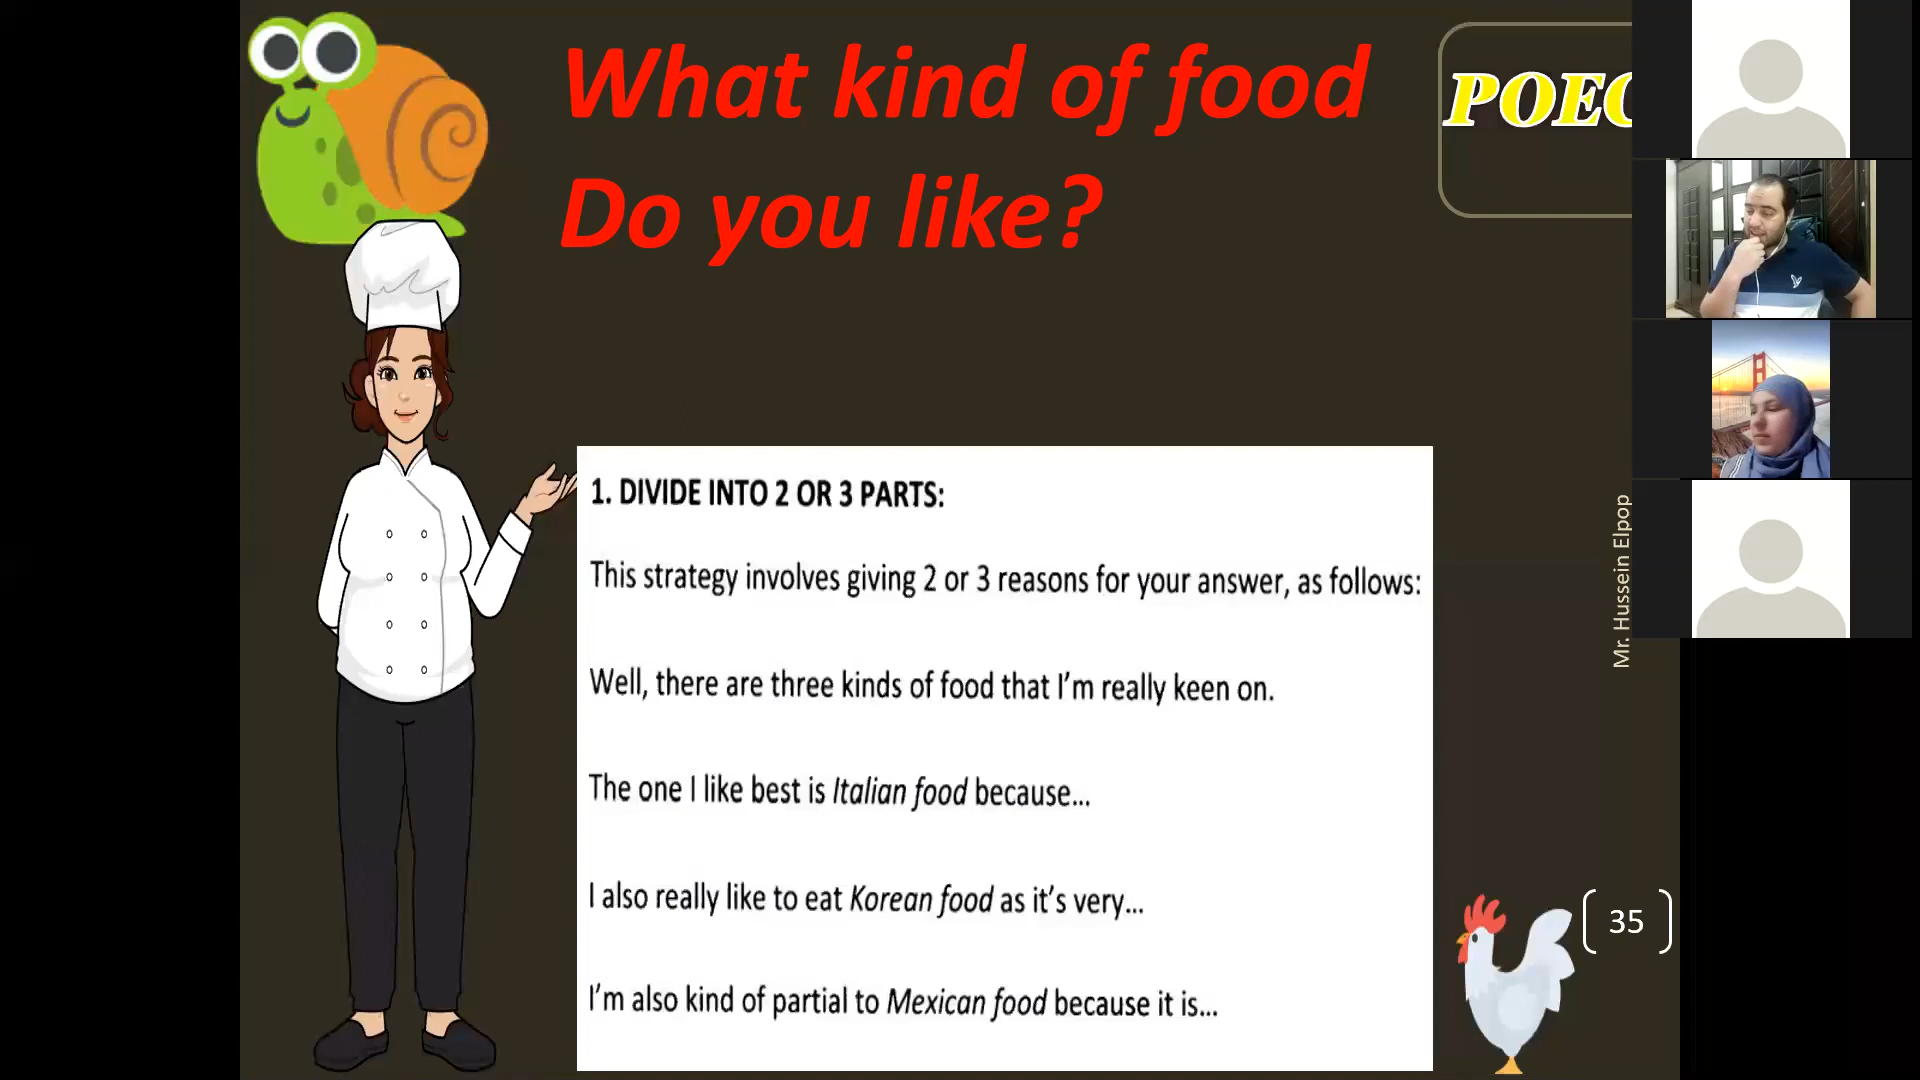 What kind of food
Do you like?
1. DIVIDE INTO 2 OR 3 PARTS:
This strategy involves giving 2 or 3 reasons for your answer, as follows:
Well, there are three kinds of food that I'm really keen on.
The one I like best is Italian food because...
I also really like to eat Korean food as it's very...
I'm also kind of partial to Mexican food because it is...
Mr. Hussein Elpop
35